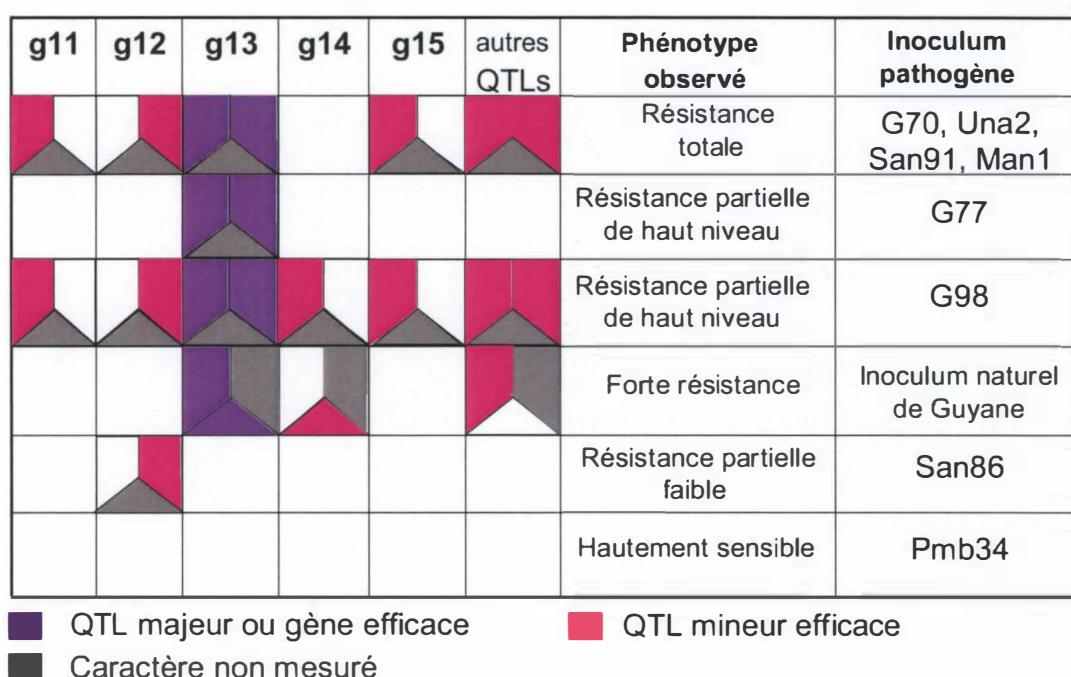 g11 g12 g13 g14 g15 autres QTLs Phénotype observé Inoculum pathogène
Résistance totale G70, Una2, San91, Man1
Résistance partielle de haut niveau G77
Résistance partielle de haut niveau G98
Forte résistance Inoculum naturel de Guyane
Résistance partielle faible San86
Hautement sensible Pmb34
QTL majeur ou gène efficace QTL mineur efficace
Caractère non mesuré